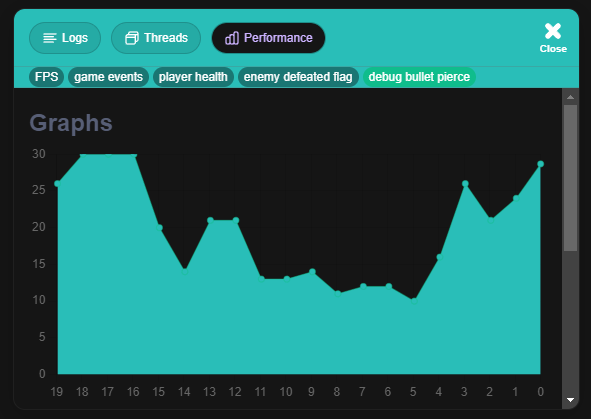 Logs Threads Performance Close
FPS game events player health enemy defeated flag debug bullet pierce
Graphs
30
25
20
15
10
5
0
19 18 17 16 15 14 13 12 11 10 9 8 7 6 5 4 3 2 1 0